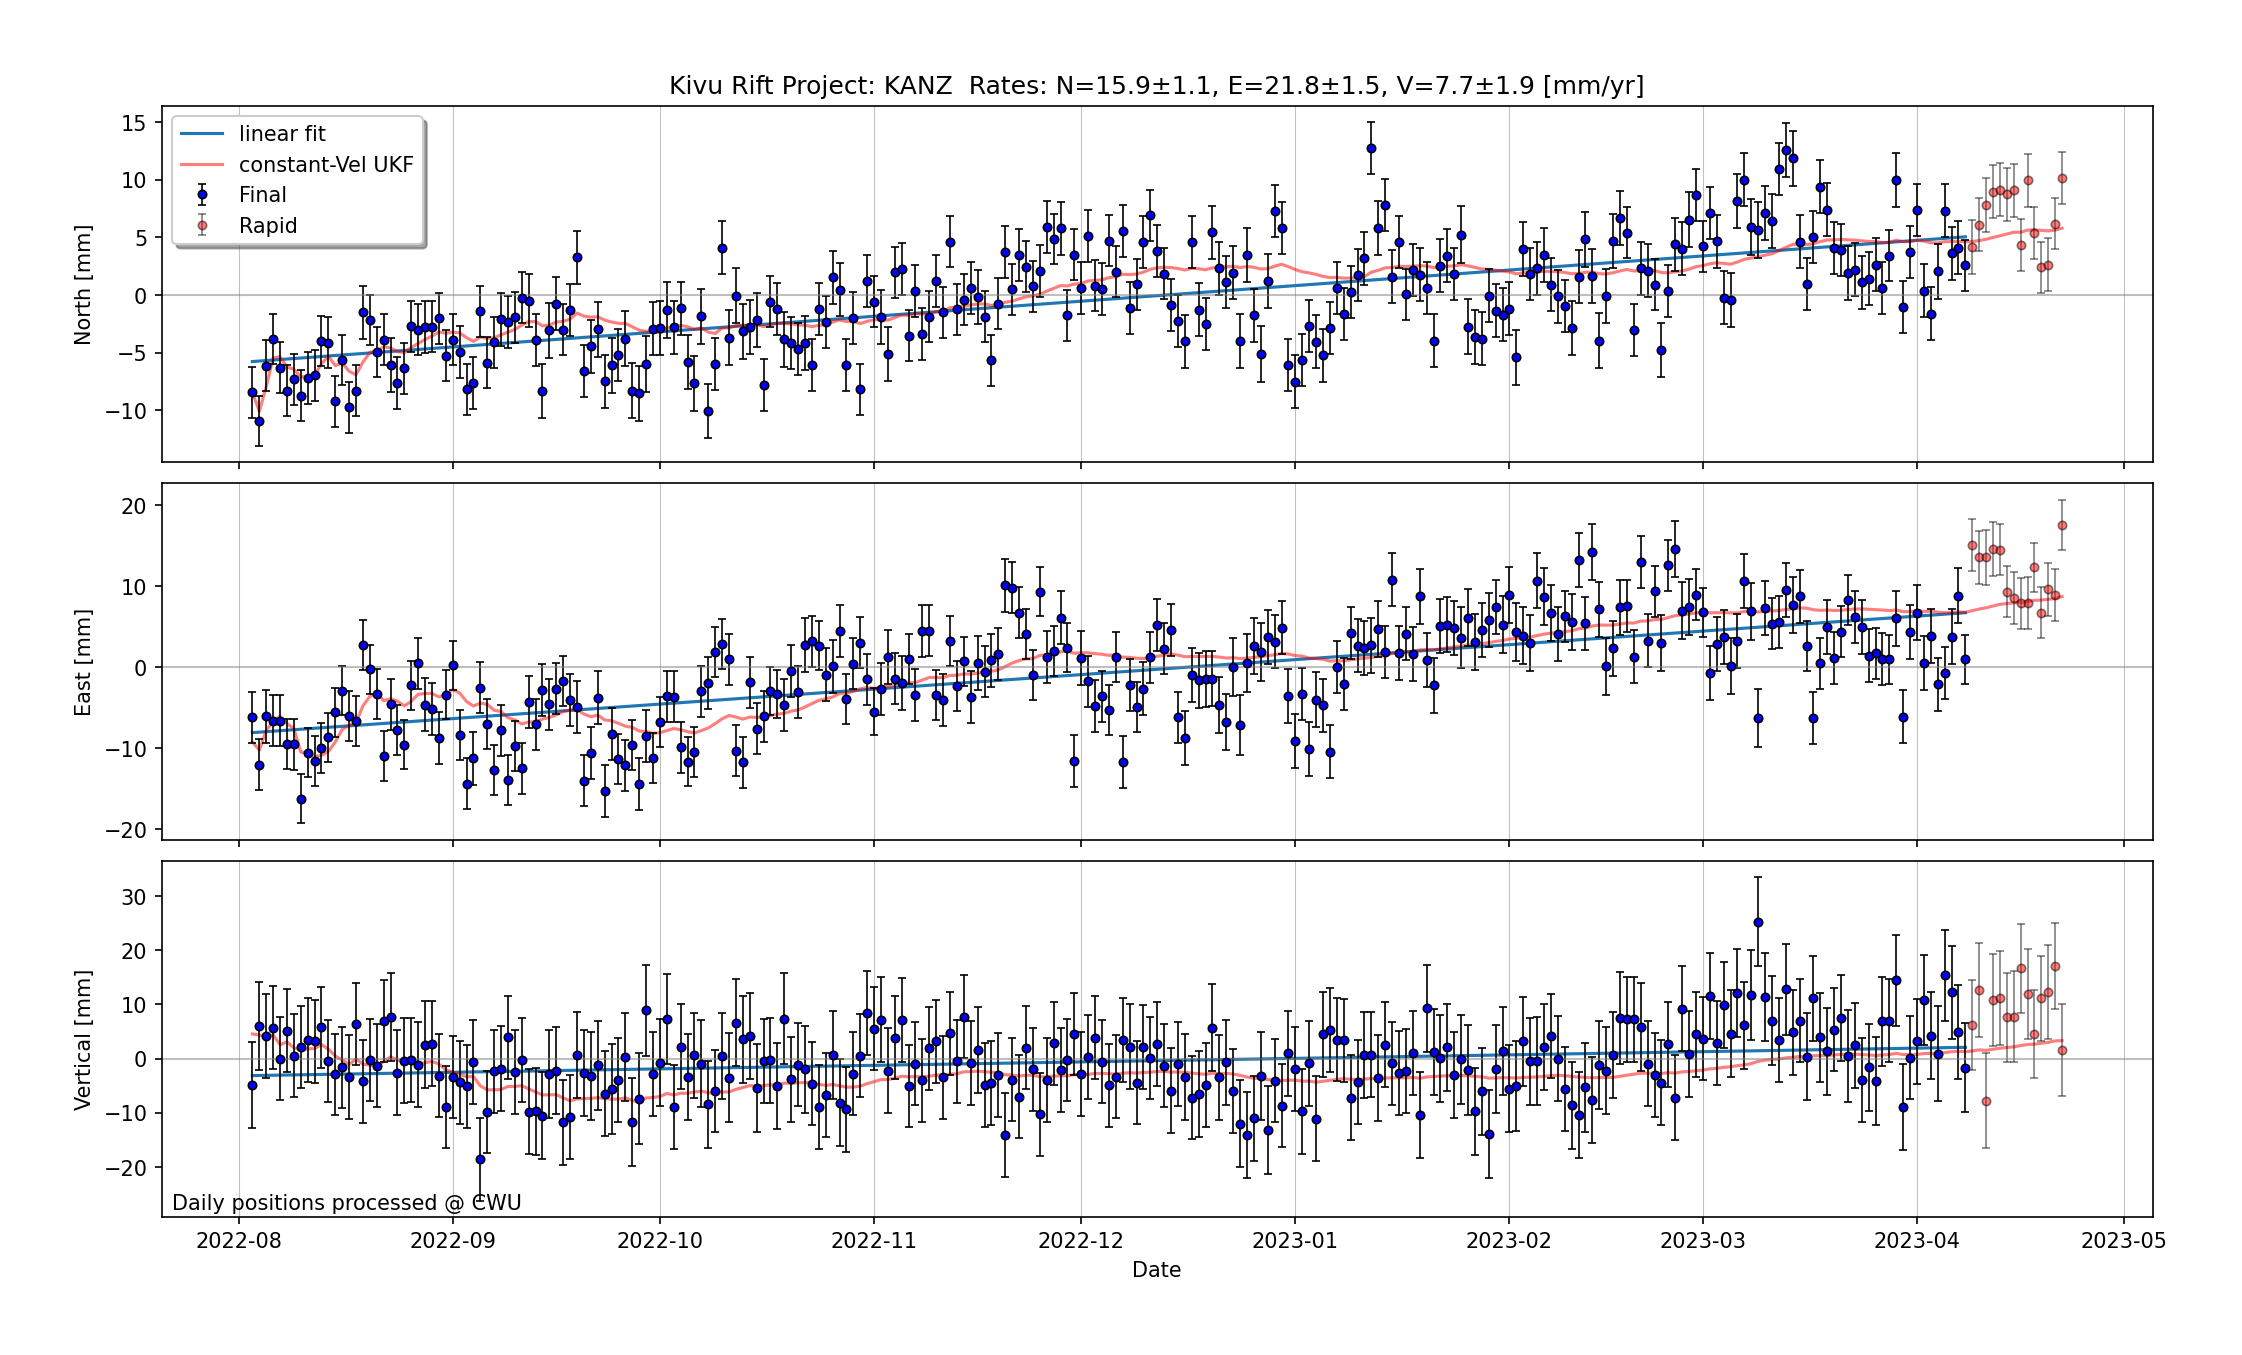 Kivu Rift Project: KANZ  Rates: N=15.9±1.1, E=21.8±1.5, V=7.7±1.9 [mm/yr]
linear fit
constant-Vel UKF
Final
Rapid
North [mm]
15
10
5
0
−5
−10
East [mm]
20
10
0
−10
−20
Vertical [mm]
30
20
10
0
−10
−20
Daily positions processed @ CWU
2022-08 2022-09 2022-10 2022-11 2022-12 2023-01 2023-02 2023-03 2023-04 2023-05
Date